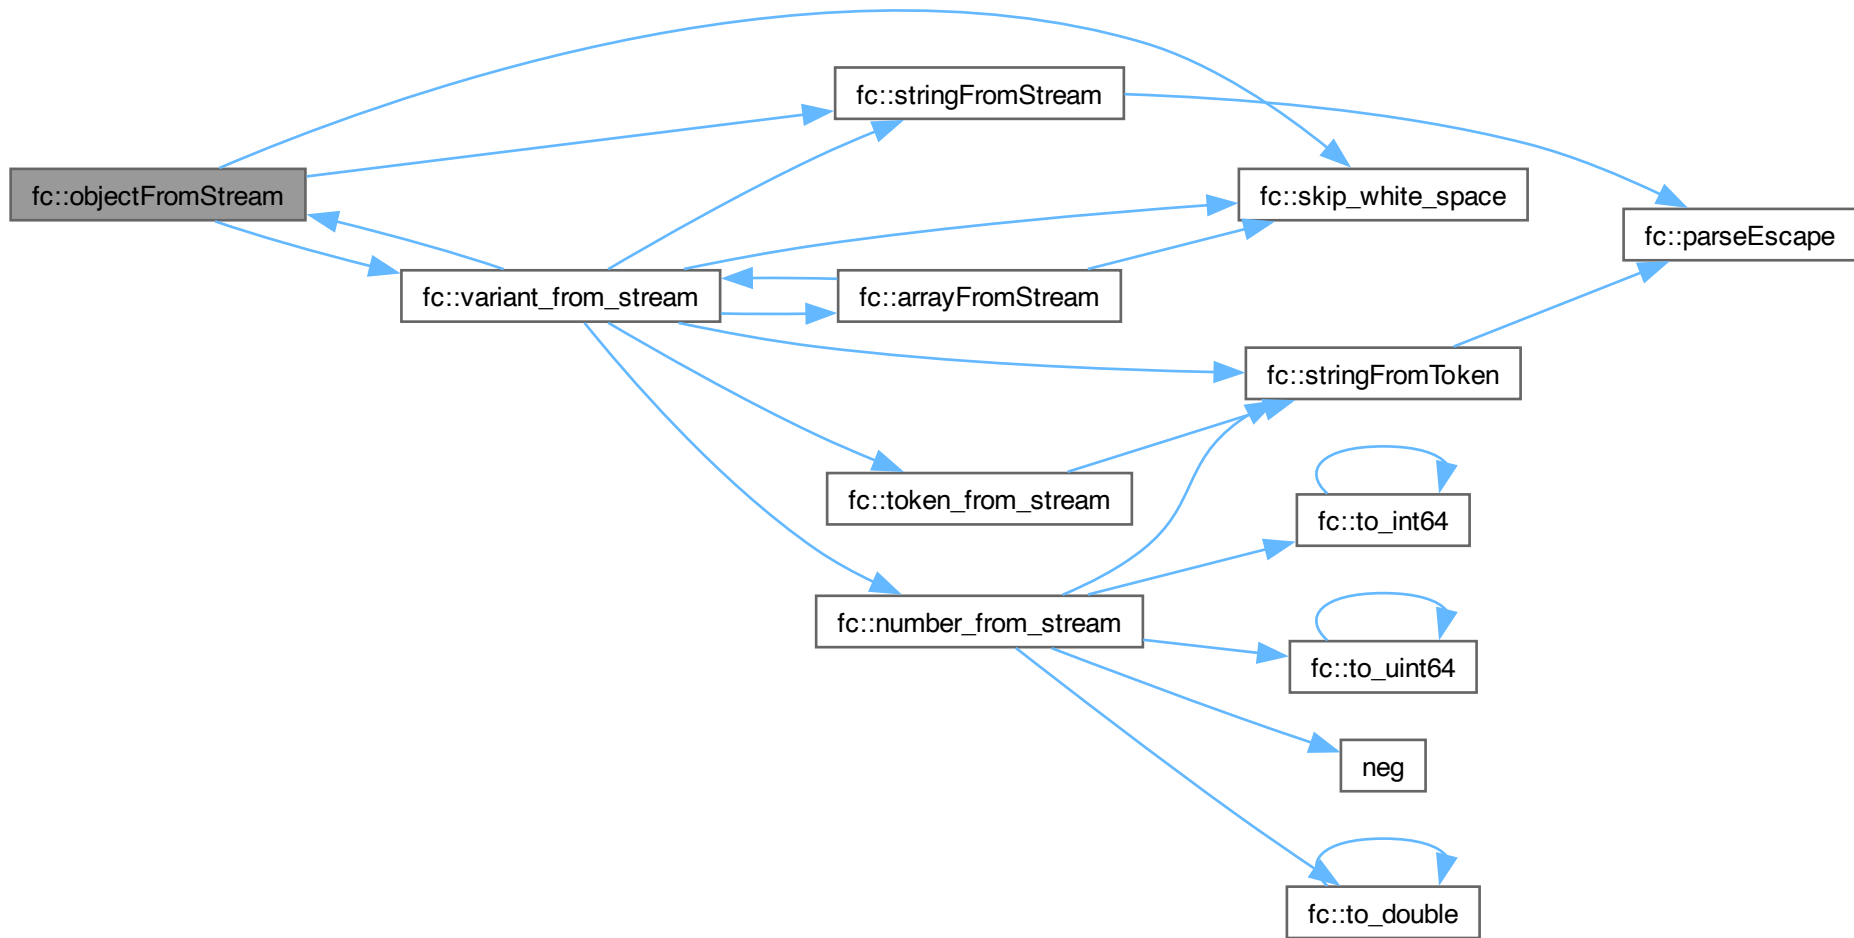 fc::objectFromStream
fc::stringFromStream
fc::skip_white_space
fc::parseEscape
fc::variant_from_stream
fc::arrayFromStream
fc::stringFromToken
fc::token_from_stream
fc::to_int64
fc::number_from_stream
fc::to_uint64
neg
fc::to_double